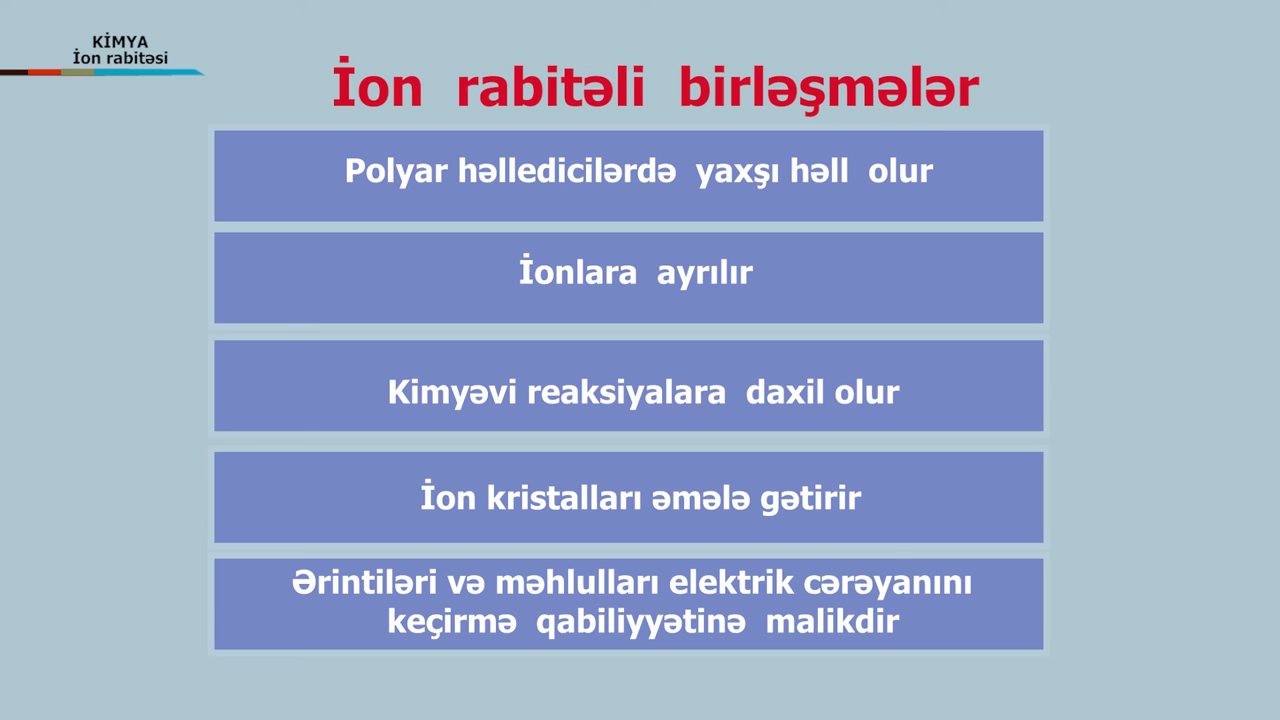 KİMYA
İon rabitəsi
İon rabitəli birləşmələr
Polyar həlledicilərdə yaxşı həll olur
İonlara ayrılır
Kimyəvi reaksiyalara daxil olur
İon kristalları əmələ gətirir
Ərintiləri və məhlulları elektrik cərəyanını
keçirmə qabiliyyətinə malikdir